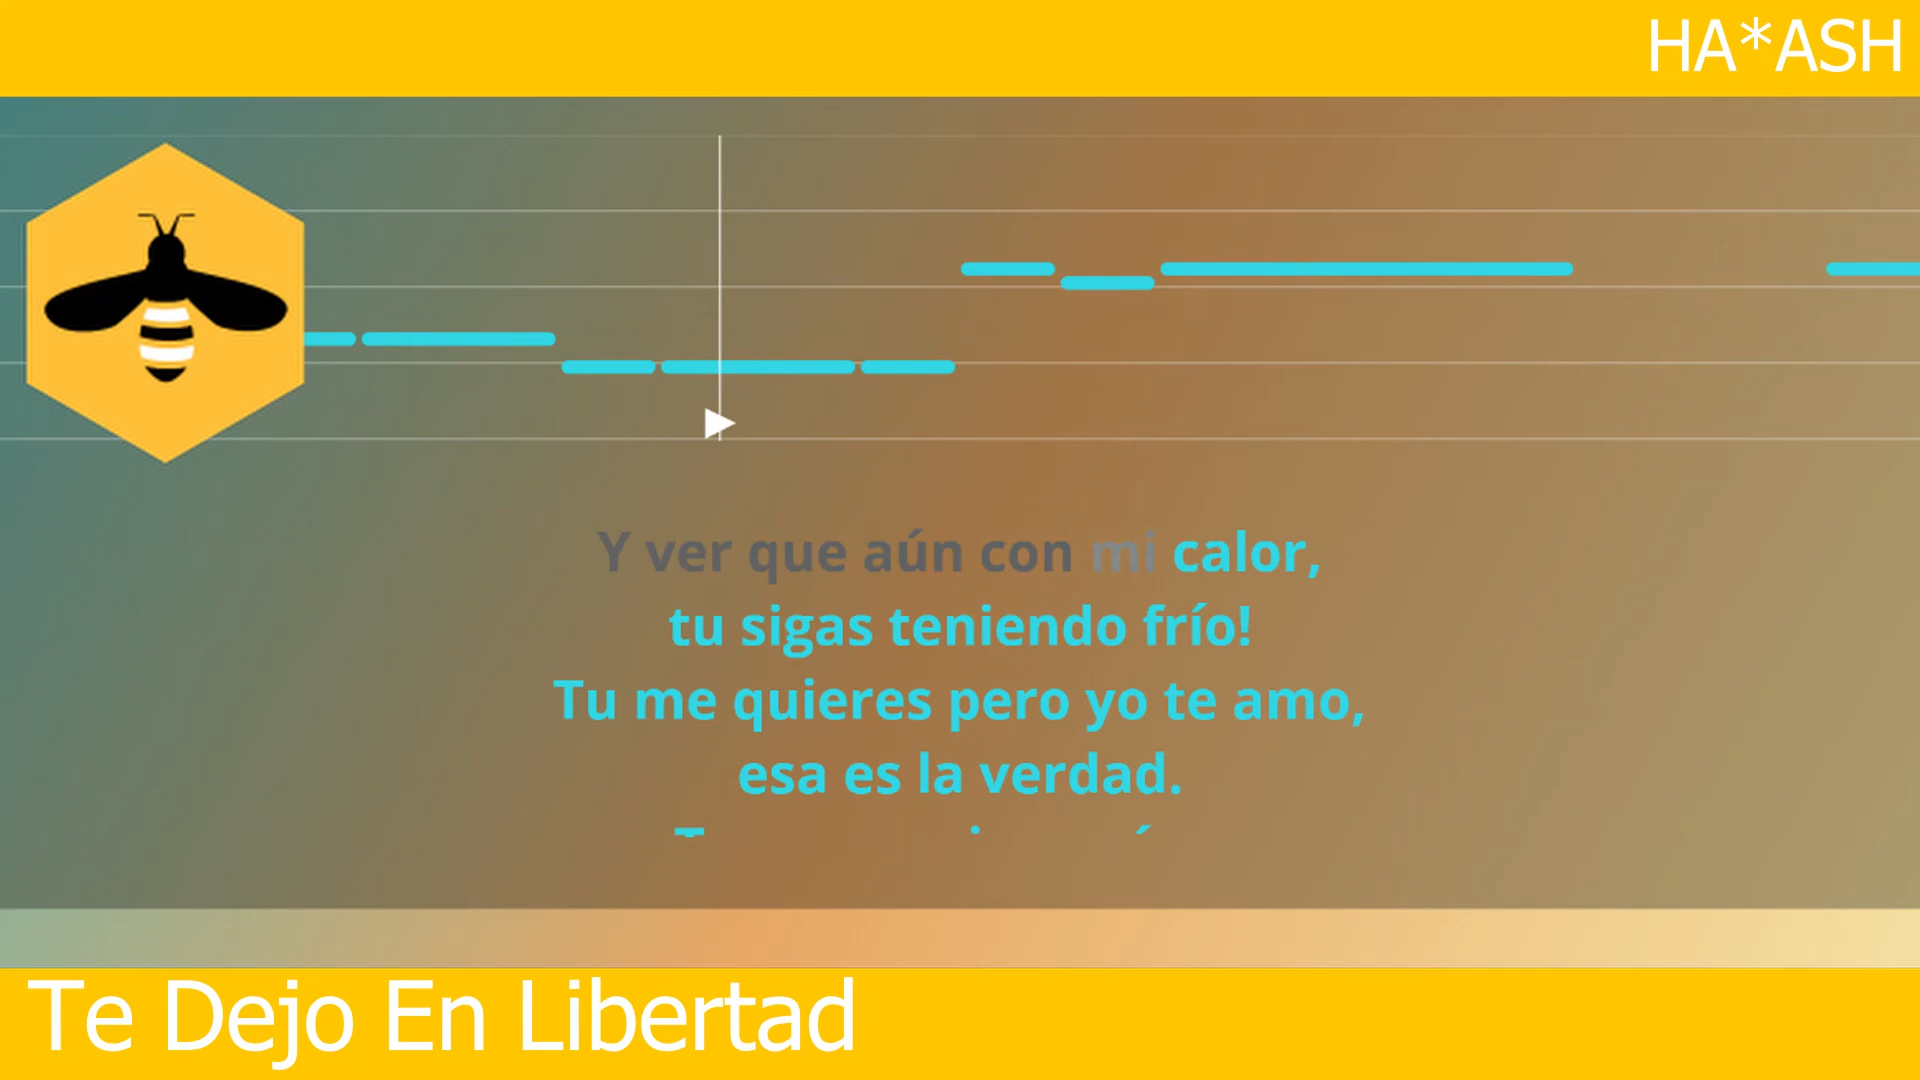 HA*ASH
Y ver que aún con mi calor,
tu sigas teniendo frío!
Tu me quieres pero yo te amo,
esa es la verdad.
Te Dejo En Libertad